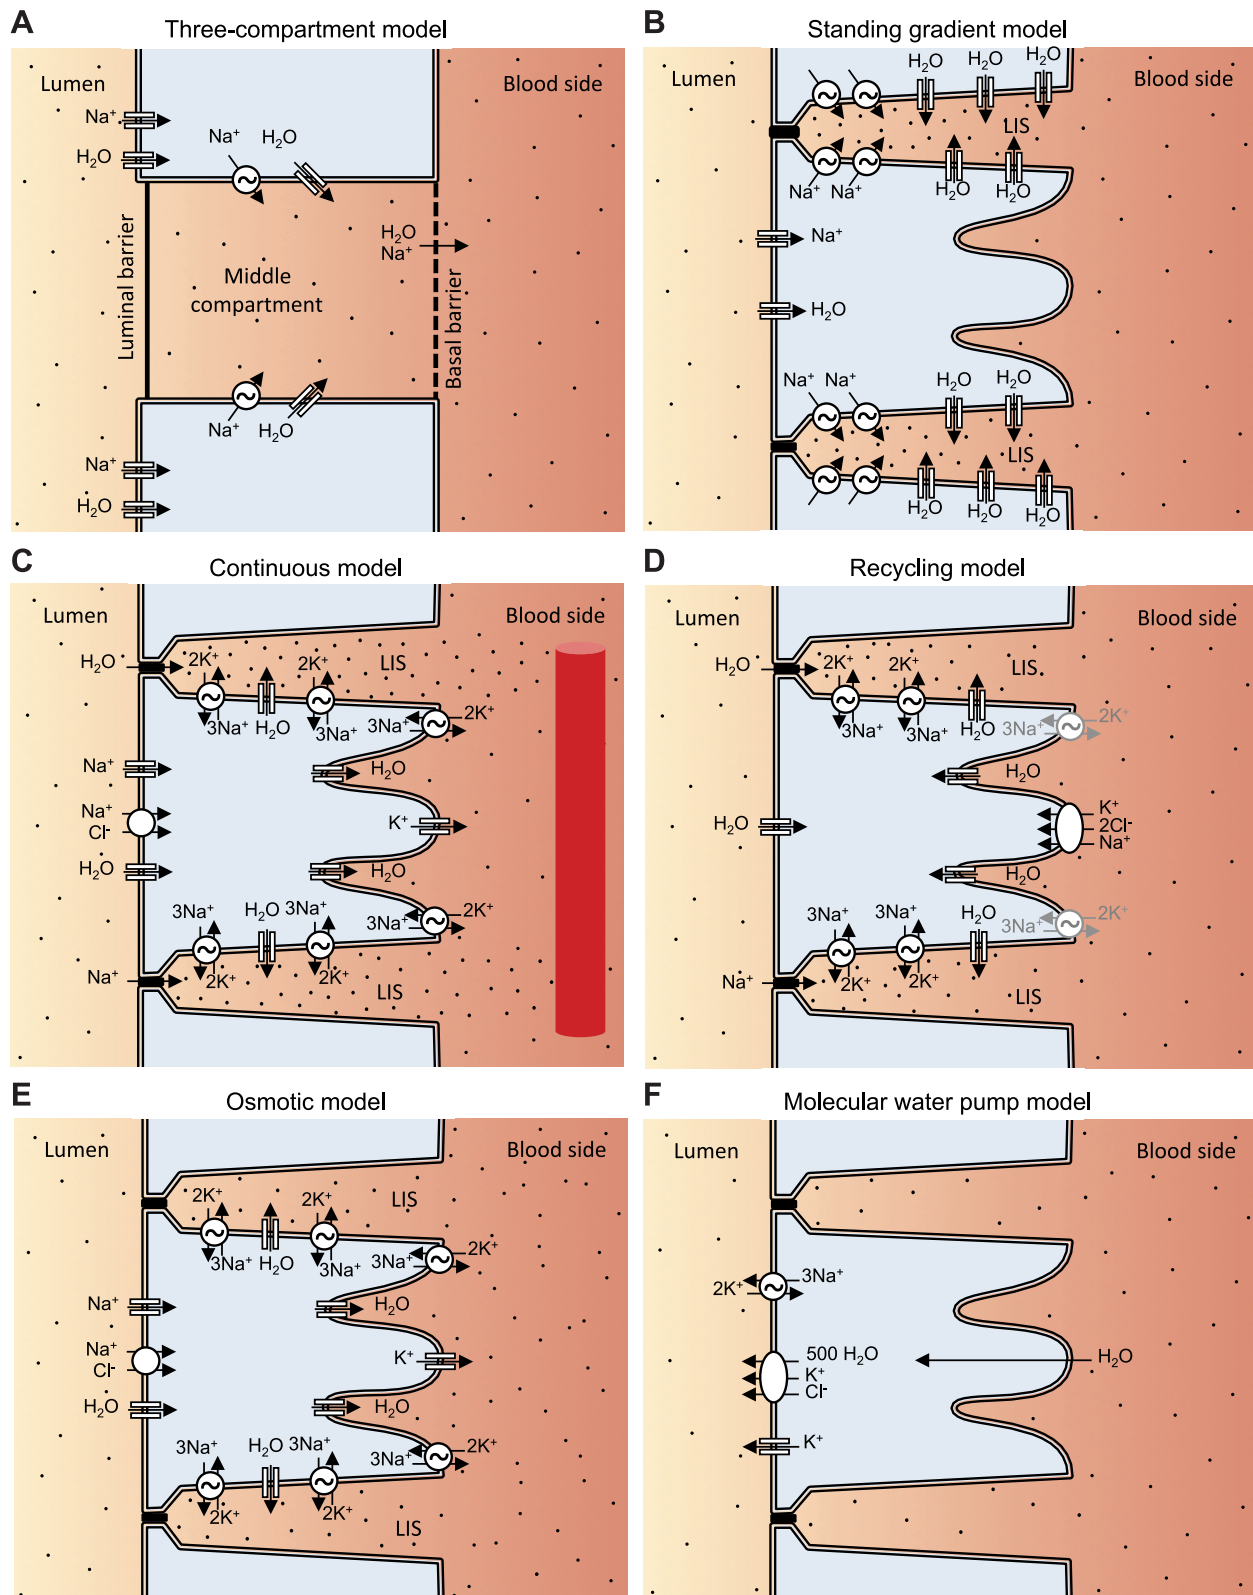 A
Three-compartment model
Lumen
Blood side
Na⁺
H₂O
Na⁺
H₂O
Luminal barrier
Middle
compartment
H₂O
Na⁺
Basal barrier
Na⁺
H₂O
Na⁺
H₂O
B
Standing gradient model
Lumen
Blood side
H₂O
H₂O
H₂O
LIS
Na⁺
Na⁺
H₂O
H₂O
Na⁺
H₂O
Na⁺
Na⁺
H₂O
H₂O
LIS
H₂O
H₂O
H₂O
C
Continuous model
Lumen
Blood side
H₂O
2K⁺
2K⁺
LIS
3Na⁺
H₂O
3Na⁺
3Na⁺
2K⁺
Na⁺
H₂O
Na⁺
Cl⁻
K⁺
H₂O
H₂O
3Na⁺
H₂O
3Na⁺
3Na⁺
2K⁺
Na⁺
2K⁺
2K⁺
LIS
D
Recycling model
Lumen
Blood side
H₂O
2K⁺
2K⁺
LIS
3Na⁺
3Na⁺
H₂O
3Na⁺
2K⁺
H₂O
H₂O
K⁺
2Cl⁻
Na⁺
H₂O
3Na⁺
3Na⁺
H₂O
3Na⁺
2K⁺
Na⁺
2K⁺
2K⁺
LIS
E
Osmotic model
Lumen
Blood side
2K⁺
2K⁺
LIS
3Na⁺
H₂O
3Na⁺
3Na⁺
2K⁺
Na⁺
H₂O
Na⁺
Cl⁻
K⁺
H₂O
H₂O
3Na⁺
H₂O
3Na⁺
3Na⁺
2K⁺
2K⁺
2K⁺
LIS
F
Molecular water pump model
Lumen
Blood side
2K⁺
3Na⁺
500 H₂O
K⁺
Cl⁻
H₂O
K⁺